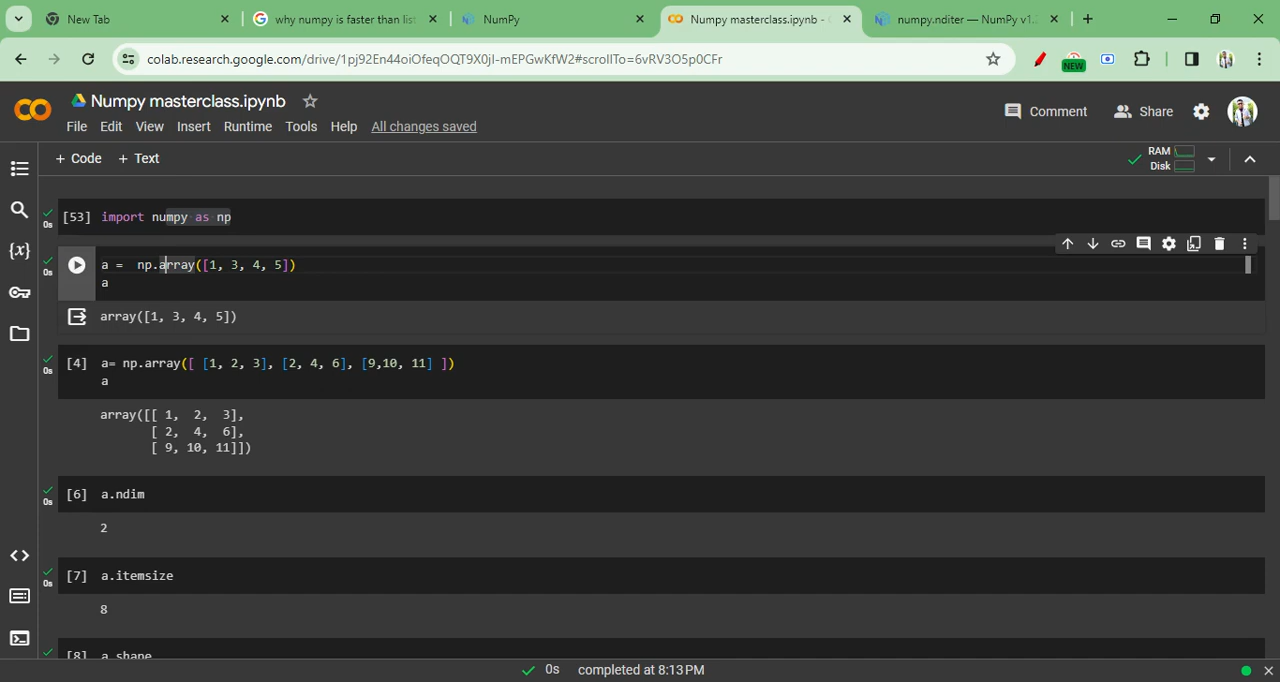 New Tab
why numpy is faster than lis
NumPy
Numpy masterclass.ipynb -
numpy.nditer — NumPy v1.
colab.research.google.com/drive/1pj92En44oiOfeqOQT9X0jI-mEPGwKfW2#scrollTo=6vRV3O5p0CFr
NEW
Numpy masterclass.ipynb
Comment
Share
File Edit View Insert Runtime Tools Help All changes saved
+ Code + Text
RAM
Disk
[53] import numpy as np
0s
a =  np.array([1, 3, 4, 5])
0s
a
array([1, 3, 4, 5])
[4] a= np.array([ [1, 2, 3], [2, 4, 6], [9,10, 11] ])
0s
a
array([[ 1,  2,  3],
[ 2,  4,  6],
[ 9, 10, 11]])
[6] a.ndim
0s
2
[7] a.itemsize
0s
8
[8] a.shape
0s completed at 8:13 PM